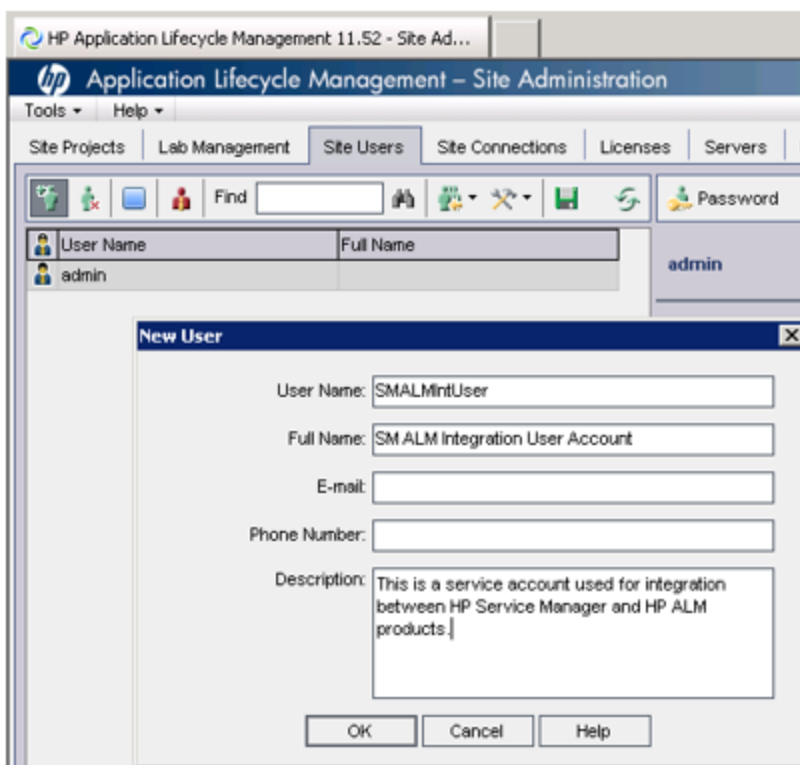 HP Application Lifecycle Management 11.52 - Site Ad...
hp Application Lifecycle Management – Site Administration
Tools Help
Site Projects Lab Management Site Users Site Connections Licenses Servers
Find Password
User Name Full Name
admin
admin
New User
User Name: SMALMIntUser
Full Name: SM ALM Integration User Account
E-mail:
Phone Number:
Description: This is a service account used for integration
between HP Service Manager and HP ALM
products.
OK Cancel Help